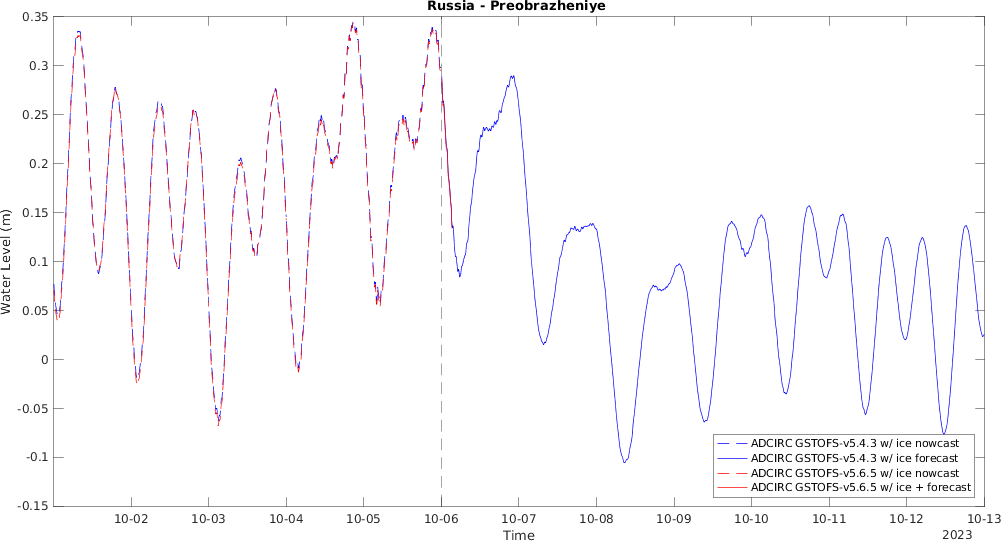 Russia - Preobrazheniye
0.35
0.3
0.25
0.2
0.15
0.1
0.05
0
-0.05
-0.1
-0.15
Water Level (m)
10-02 10-03 10-04 10-05 10-06 10-07 10-08 10-09 10-10 10-11 10-12 10-13
Time
2023
ADCIRC GSTOFS-v5.4.3 w/ ice nowcast
ADCIRC GSTOFS-v5.4.3 w/ ice forecast
ADCIRC GSTOFS-v5.6.5 w/ ice nowcast
ADCIRC GSTOFS-v5.6.5 w/ ice + forecast